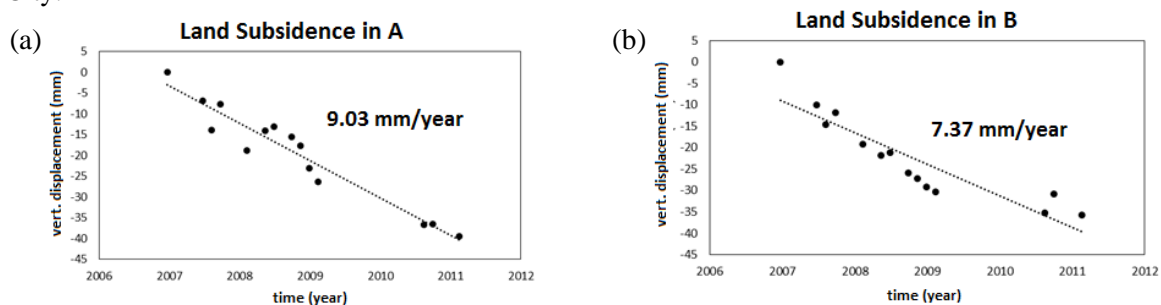 (a)
Land Subsidence in A
vert. displacement (mm)
5
0
-5
-10
-15
-20
-25
-30
-35
-40
-45
9.03 mm/year
2006 2007 2008 2009 2010 2011 2012
time (year)
(b)
Land Subsidence in B
vert. displacement (mm)
5
0
-5
-10
-15
-20
-25
-30
-35
-40
-45
7.37 mm/year
2006 2007 2008 2009 2010 2011 2012
time (year)